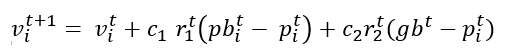 $v_i^{t+1} = v_i^t + c_1 r_1^t (pb_i^t - p_i^t) + c_2 r_2^t (gb^t - p_i^t)$